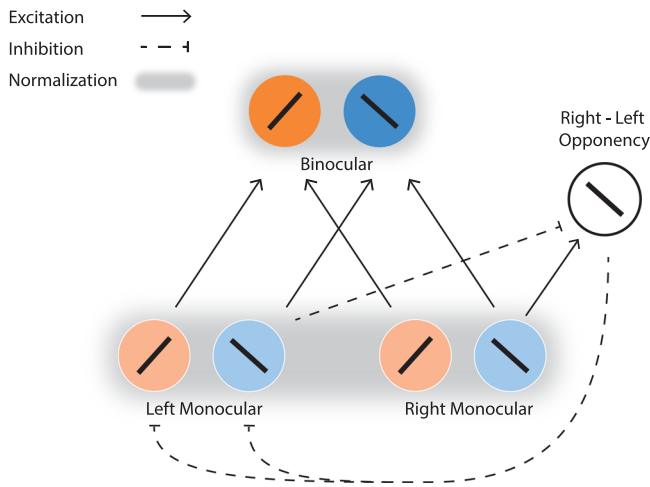 Excitation
Inhibition
Normalization
Right - Left
Opponency
Binocular
Left Monocular
Right Monocular